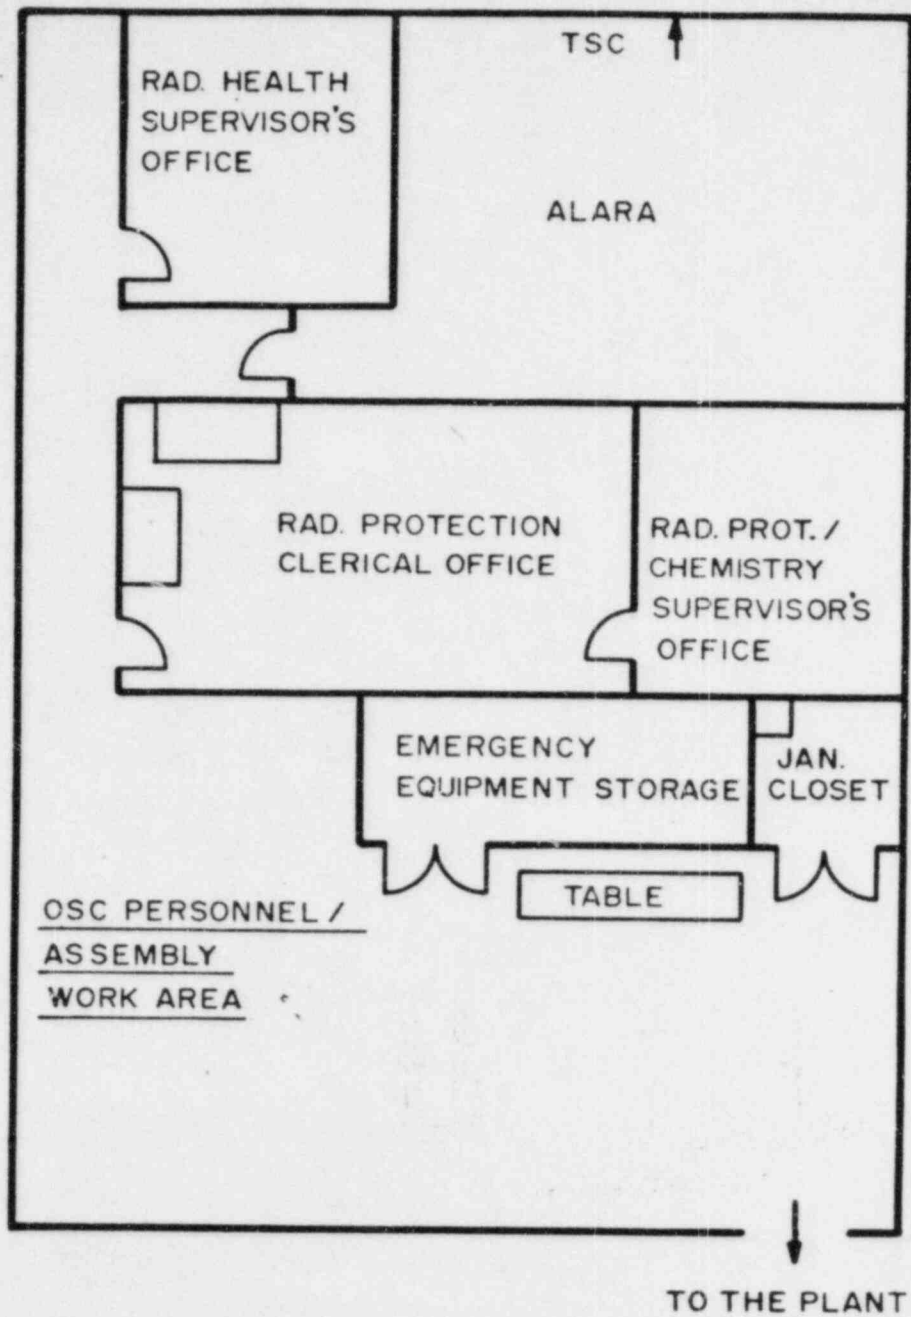 TSC
RAD. HEALTH
SUPERVISOR'S
OFFICE
ALARA
RAD. PROTECTION
CLERICAL OFFICE
RAD. PROT. /
CHEMISTRY
SUPERVISOR'S
OFFICE
EMERGENCY
EQUIPMENT STORAGE
JAN.
CLOSET
TABLE
OSC PERSONNEL /
ASSEMBLY
WORK AREA
TO THE PLANT